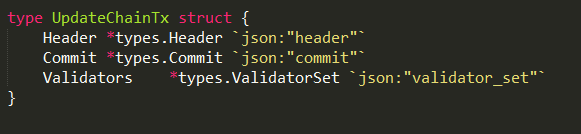 type UpdateChainTx struct {
    Header *types.Header `json:"header"`
    Commit *types.Commit `json:"commit"`
    Validators    *types.ValidatorSet `json:"validator_set"`
}